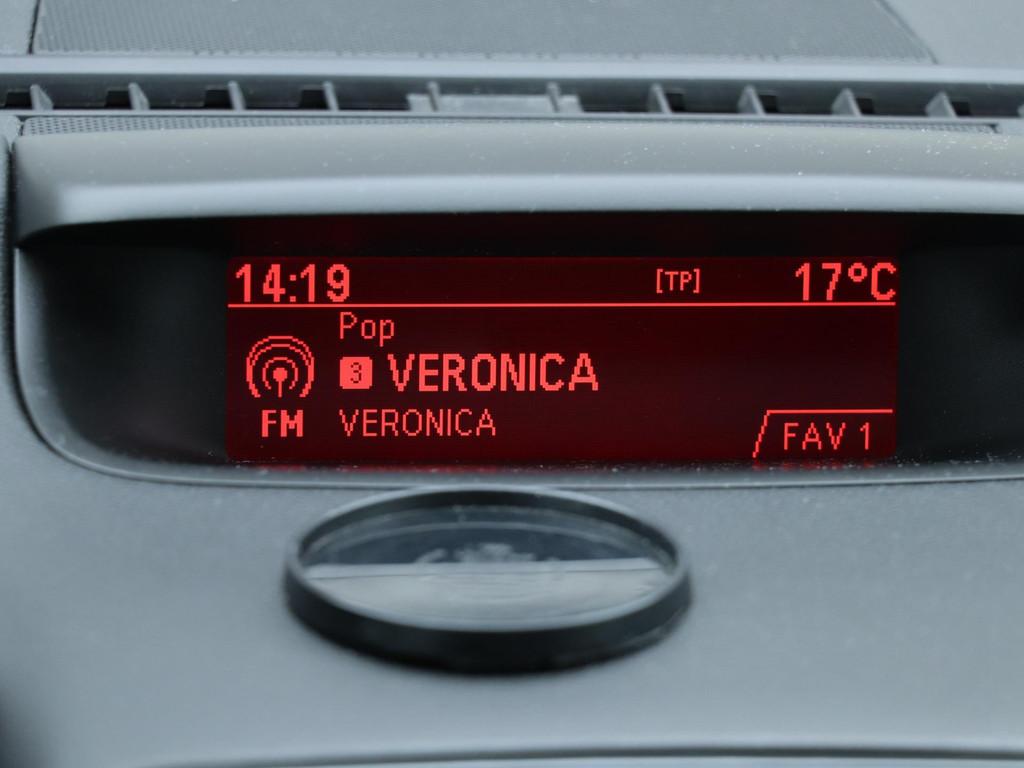 14:19 [TP] 17°C
Pop
3 VERONICA
FM VERONICA
FAV 1